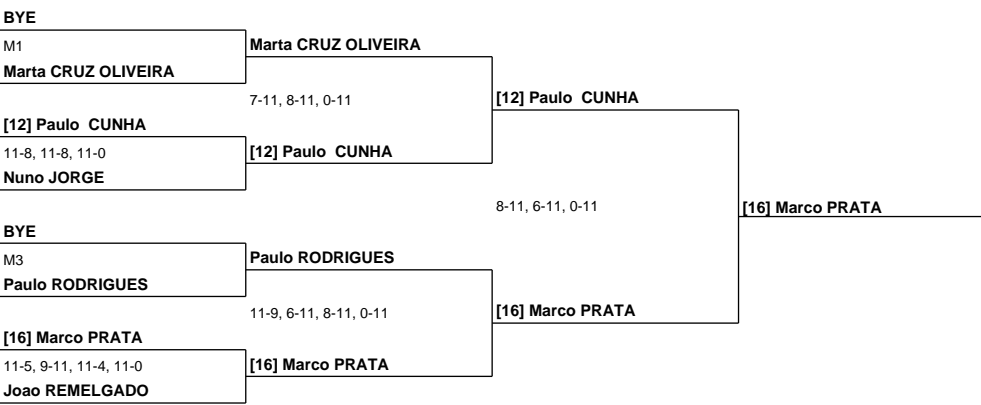 BYE
M1
Marta CRUZ OLIVEIRA
[12] Paulo CUNHA
11-8, 11-8, 11-0
Nuno JORGE
BYE
M3
Paulo RODRIGUES
[16] Marco PRATA
11-5, 9-11, 11-4, 11-0
Joao REMELGADO
Marta CRUZ OLIVEIRA
7-11, 8-11, 0-11
[12] Paulo CUNHA
Paulo RODRIGUES
11-9, 6-11, 8-11, 0-11
[16] Marco PRATA
[12] Paulo CUNHA
8-11, 6-11, 0-11
[16] Marco PRATA
[16] Marco PRATA